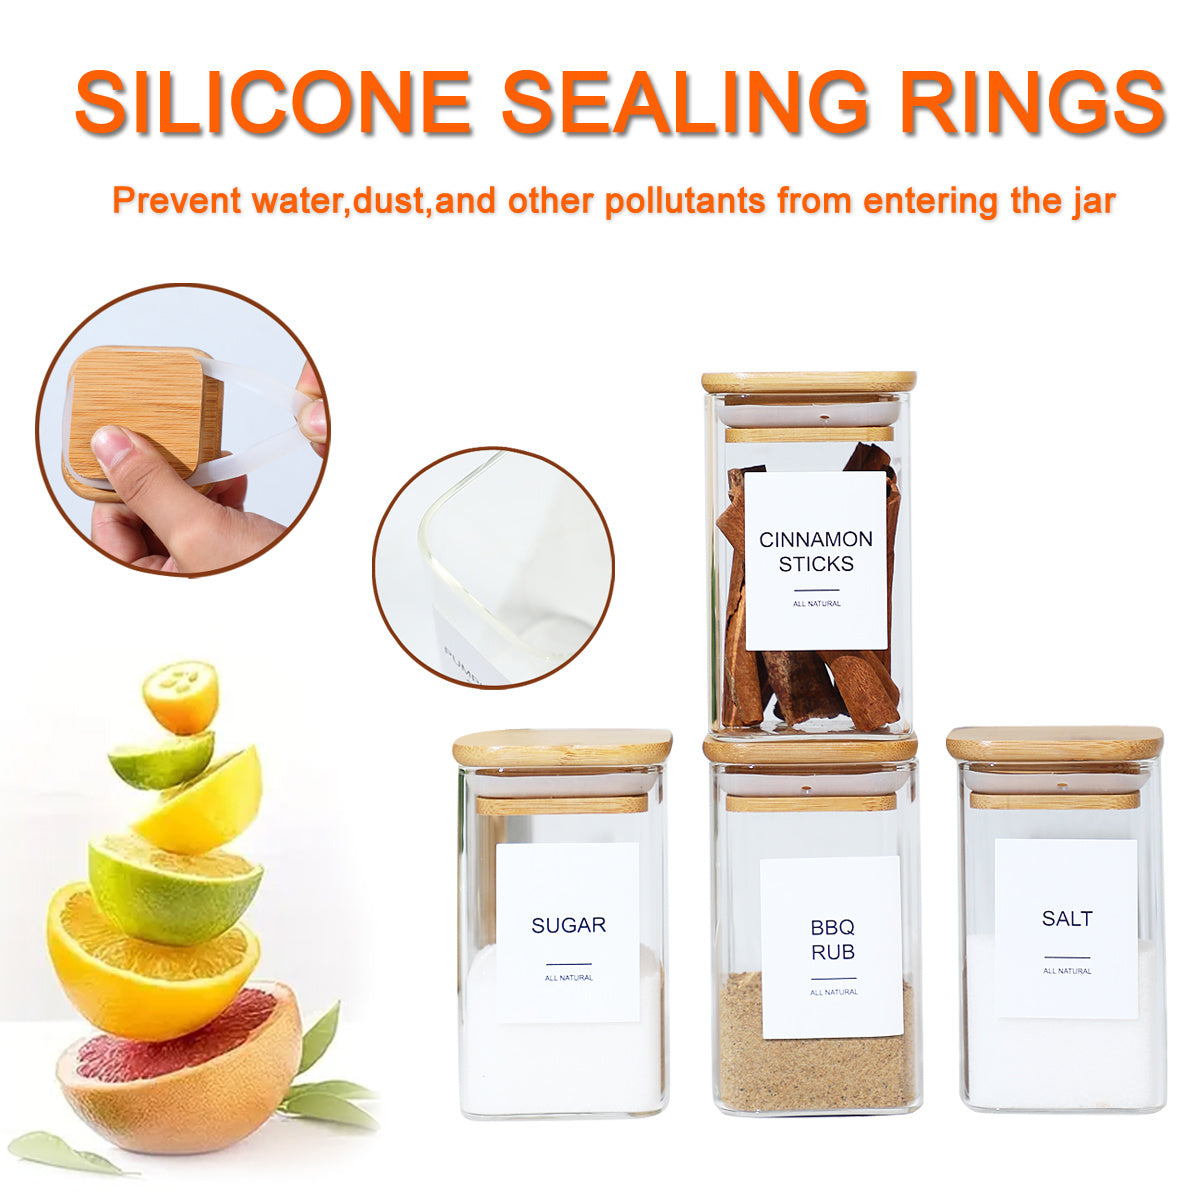 SILICONE SEALING RINGS
Prevent water,dust,and other pollutants from entering the jar
CINNAMON
STICKS
ALL NATURAL
SUGAR
ALL NATURAL
BBQ
RUB
ALL NATURAL
SALT
ALL NATURAL